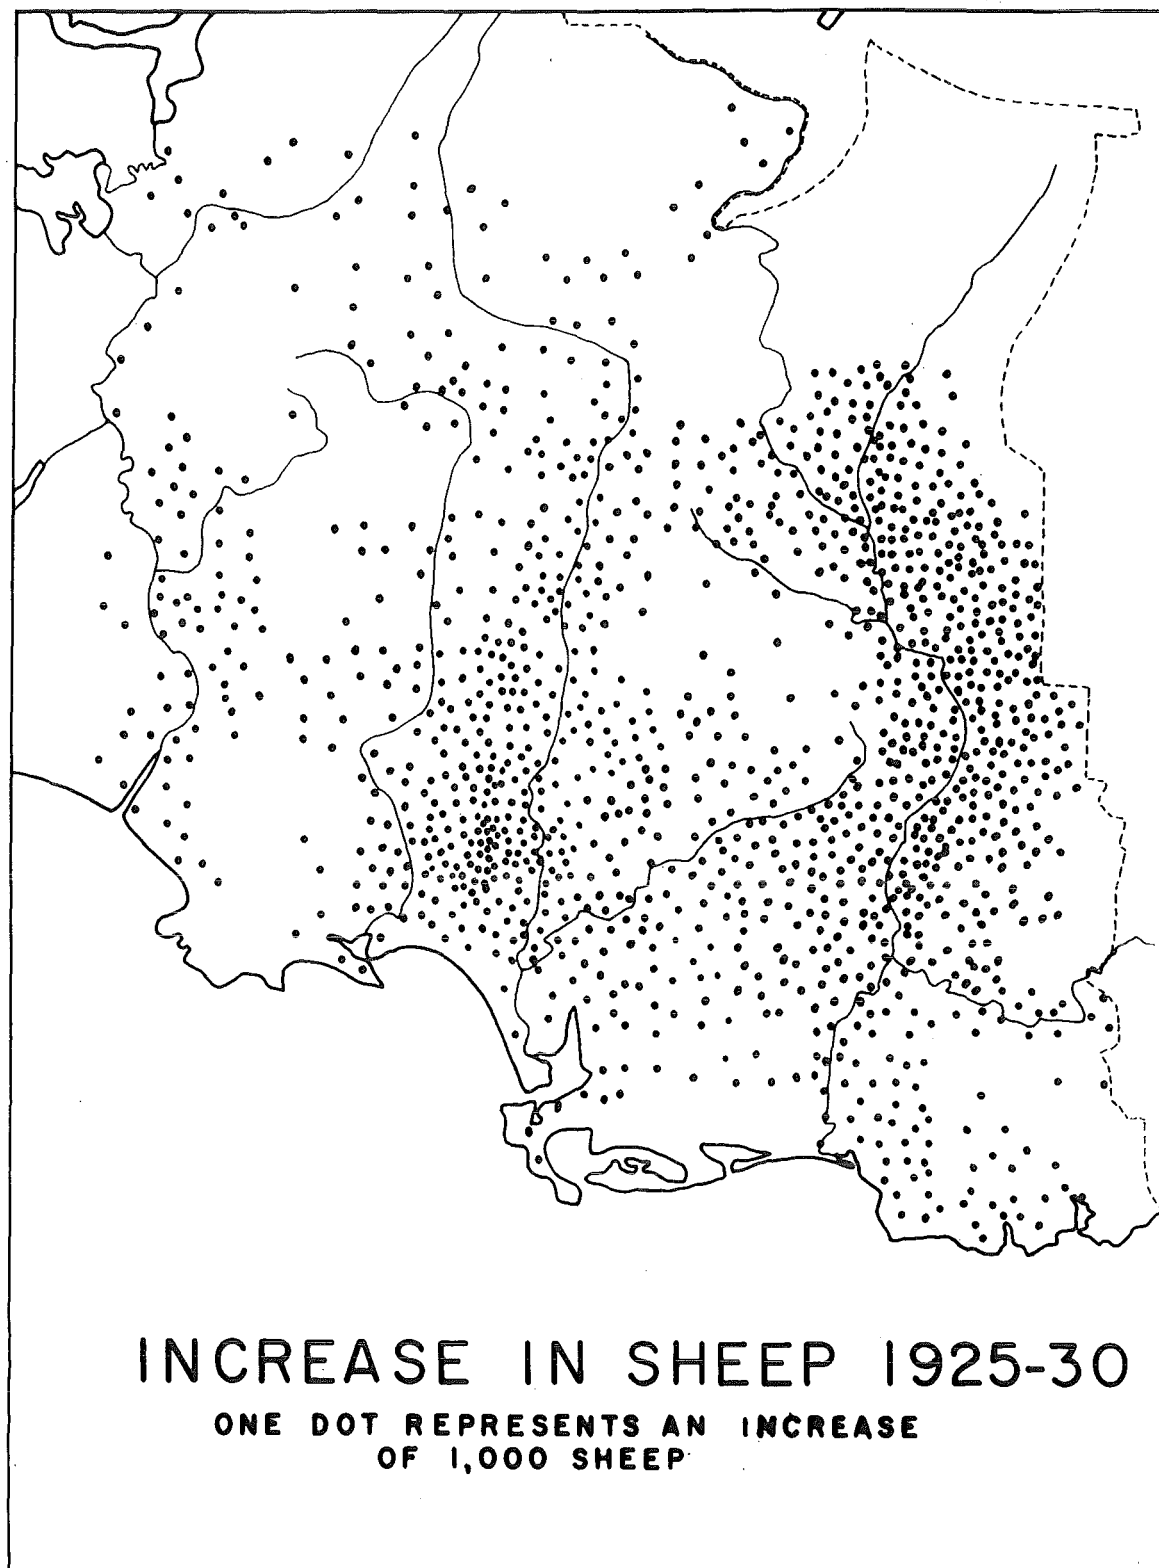 INCREASE IN SHEEP 1925-30
ONE DOT REPRESENTS AN INCREASE
OF 1,000 SHEEP